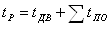 t_P = t_ДВ + ∑ t_ПО